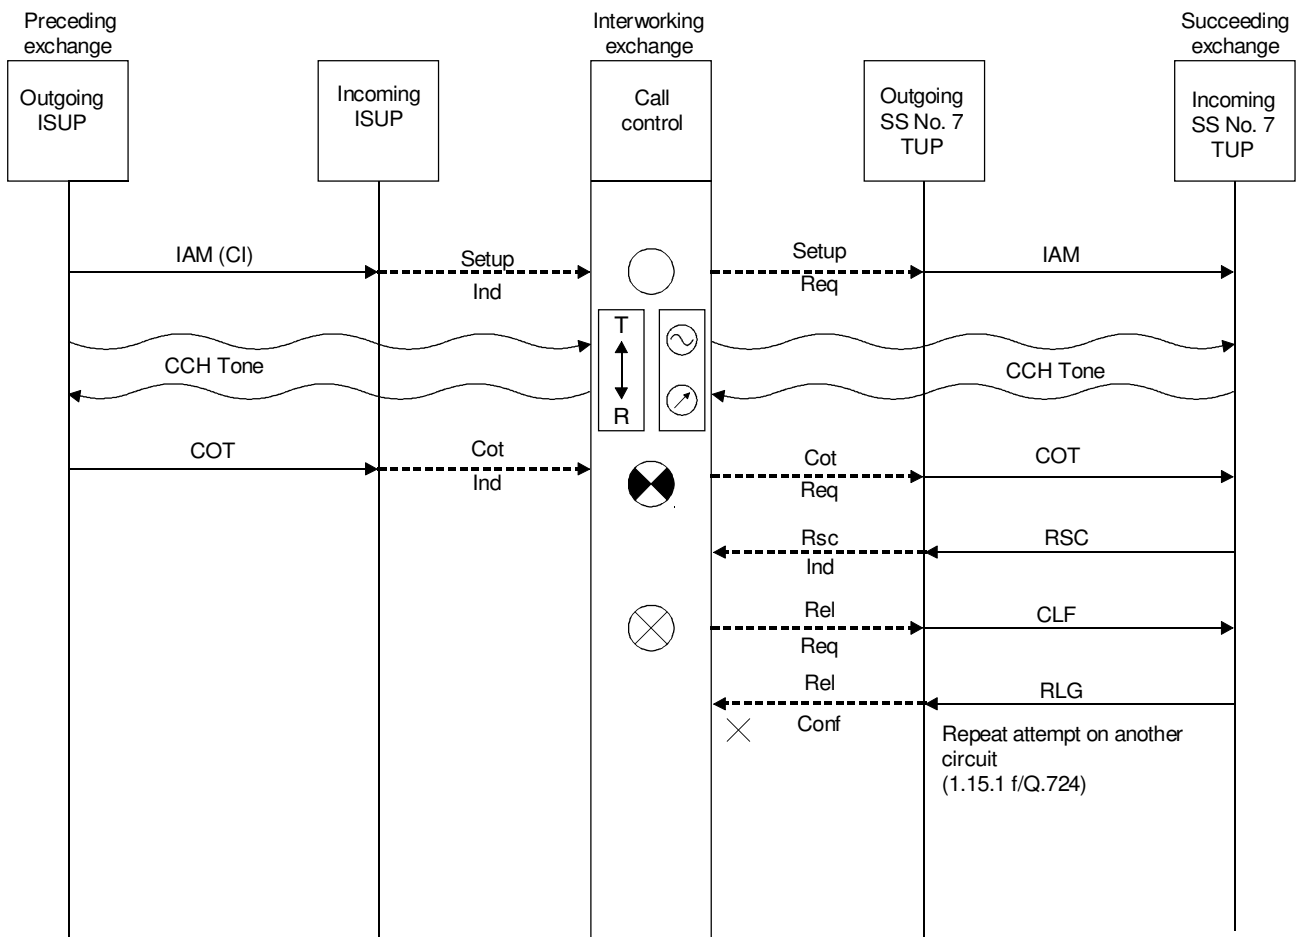 Preceding
exchange
Interworking
exchange
Succeeding
exchange
Outgoing
ISUP
Incoming
ISUP
Call
control
Outgoing
SS No. 7
TUP
Incoming
SS No. 7
TUP
IAM (CI)
Setup
Ind
Setup
Req
IAM
T
R
CCH Tone
CCH Tone
COT
Cot
Ind
Cot
Req
COT
Rsc
Ind
RSC
Rel
Req
CLF
Rel
Conf
RLG
Repeat attempt on another
circuit
(1.15.1 f/Q.724)